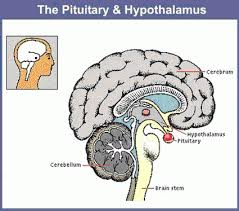 The Pituitary & Hypothalamus
Cerebrum
Hypothalamus
Pituitary
Cerebellum
Brain stem